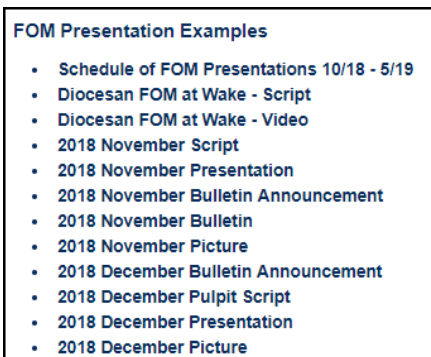 FOM Presentation Examples
• Schedule of FOM Presentations 10/18 - 5/19
• Diocesan FOM at Wake - Script
• Diocesan FOM at Wake - Video
• 2018 November Script
• 2018 November Presentation
• 2018 November Bulletin Announcement
• 2018 November Bulletin
• 2018 November Picture
• 2018 December Bulletin Announcement
• 2018 December Pulpit Script
• 2018 December Presentation
• 2018 December Picture